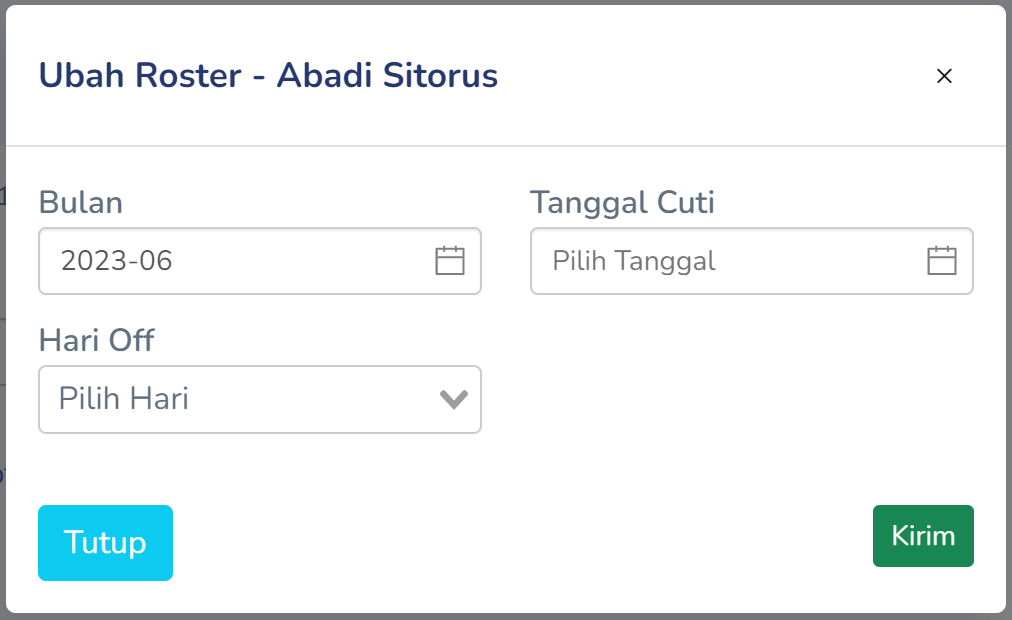 Ubah Roster - Abadi Sitorus
Bulan
Tanggal Cuti
2023-06
Pilih Tanggal
Hari Off
Pilih Hari
Tutup
Kirim